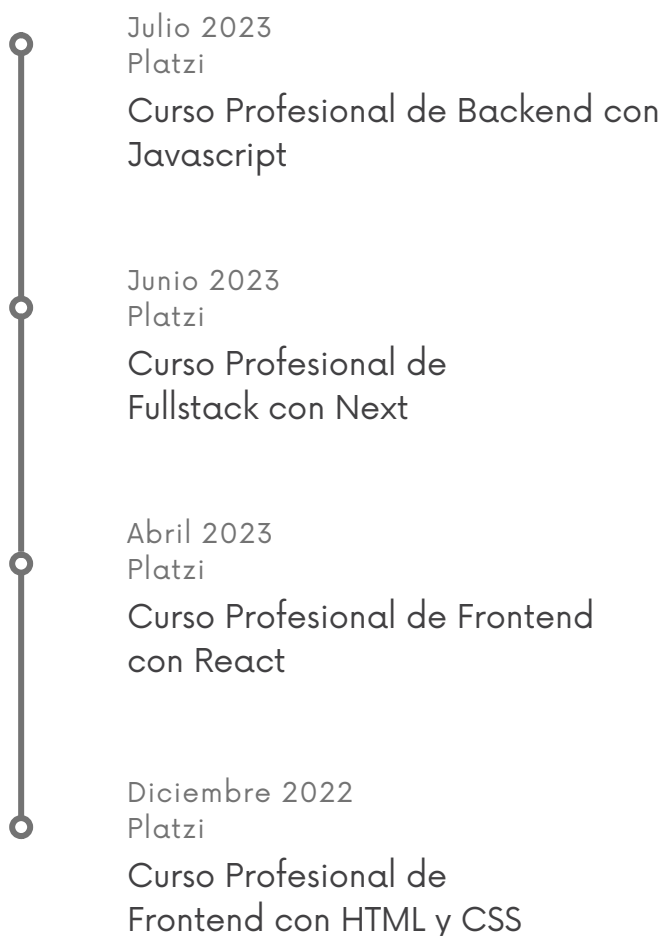 Julio 2023
Platzi
Curso Profesional de Backend con
Javascript
Junio 2023
Platzi
Curso Profesional de
Fullstack con Next
Abril 2023
Platzi
Curso Profesional de Frontend
con React
Diciembre 2022
Platzi
Curso Profesional de
Frontend con HTML y CSS